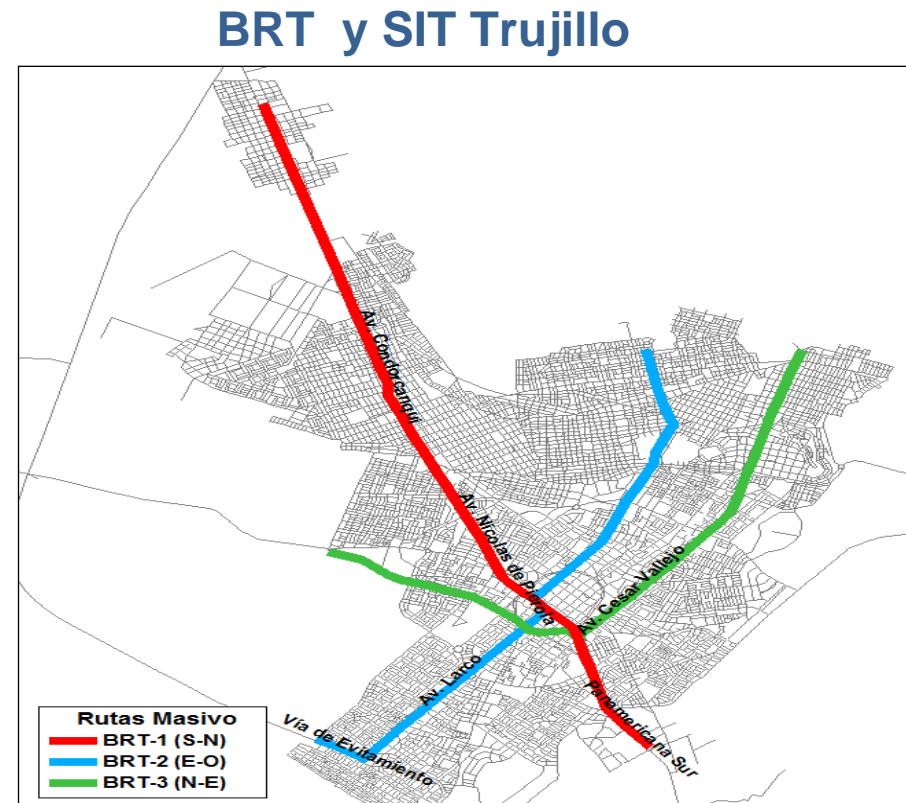 BRT y SIT Trujillo
Av. Condorcanqui
Av. Nicolas de Pierola
Av. Cesar Vallejo
Av. Larco
Panamericana Sur
Vía de Evitamiento
Rutas Masivo
BRT-1 (S-N)
BRT-2 (E-O)
BRT-3 (N-E)